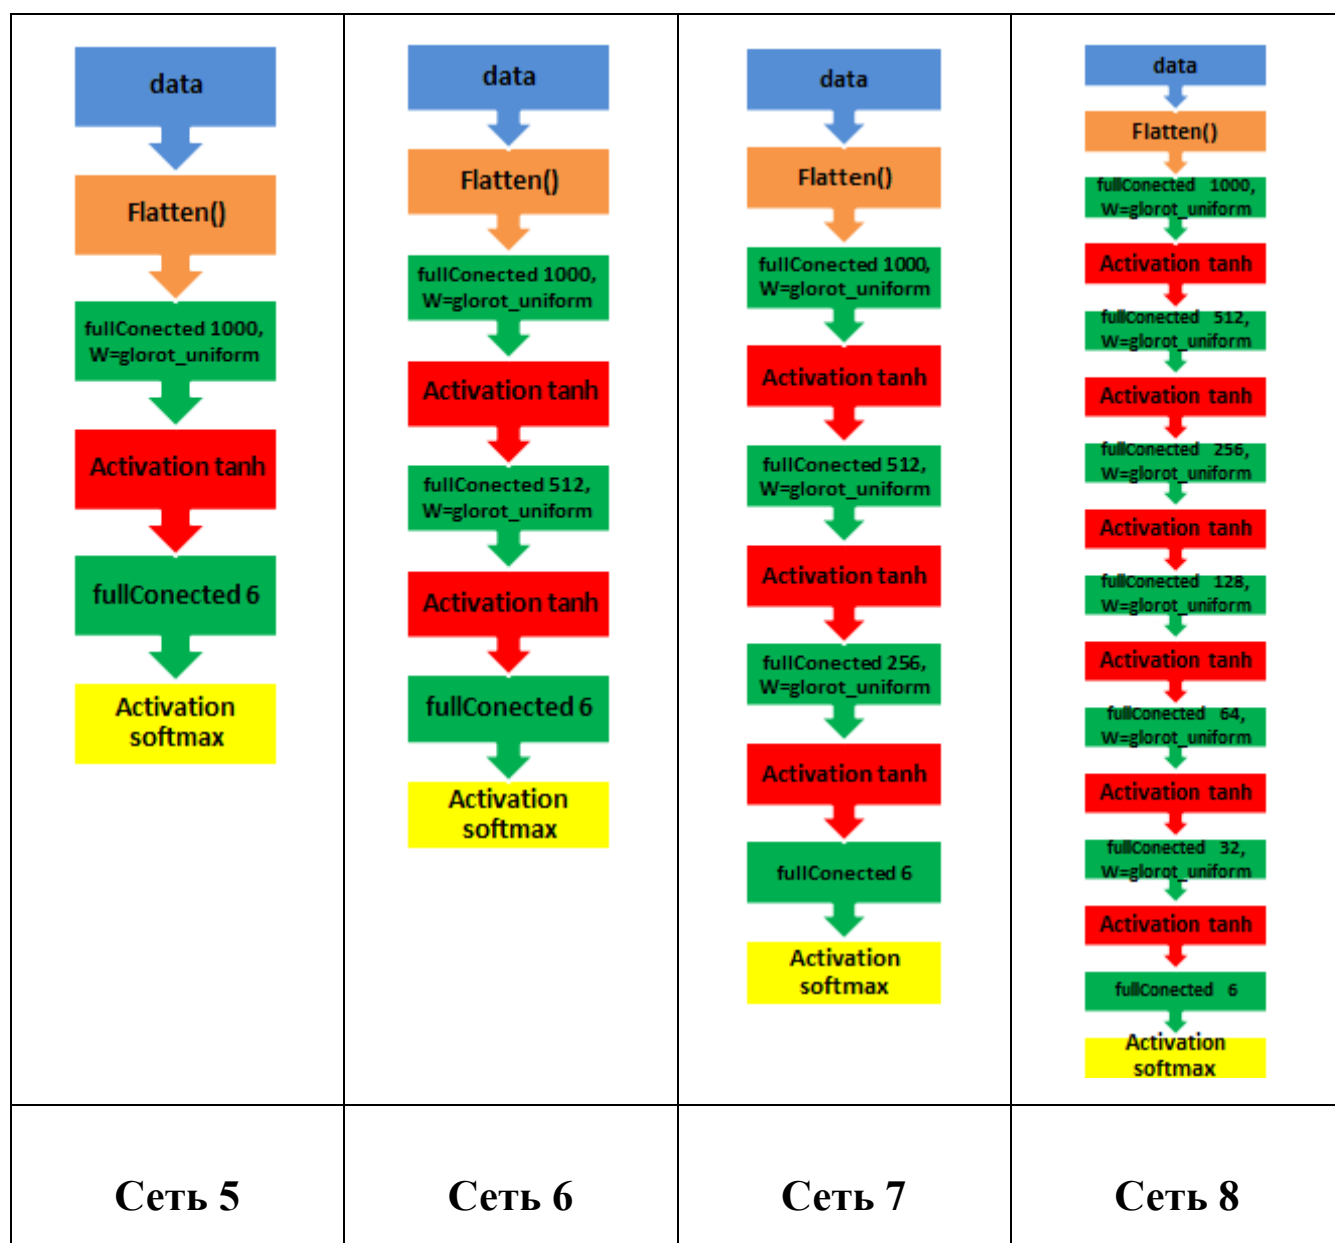 data
Flatten()
fullConected 1000,
W=glorot_uniform
Activation tanh
fullConected 6
Activation
softmax
data
Flatten()
fullConected 1000,
W=glorot_uniform
Activation tanh
fullConected 512,
W=glorot_uniform
Activation tanh
fullConected 6
Activation
softmax
data
Flatten()
fullConected 1000,
W=glorot_uniform
Activation tanh
fullConected 512,
W=glorot_uniform
Activation tanh
fullConected 256,
W=glorot_uniform
Activation tanh
fullConected 6
Activation
softmax
data
Flatten()
fullConected 1000,
W=glorot_uniform
Activation tanh
fullConected 512,
W=glorot_uniform
Activation tanh
fullConected 256,
W=glorot_uniform
Activation tanh
fullConected 128,
W=glorot_uniform
Activation tanh
fullConected 64,
W=glorot_uniform
Activation tanh
fullConected 32,
W=glorot_uniform
Activation tanh
fullConected 6
Activation
softmax
Сеть 5
Сеть 6
Сеть 7
Сеть 8